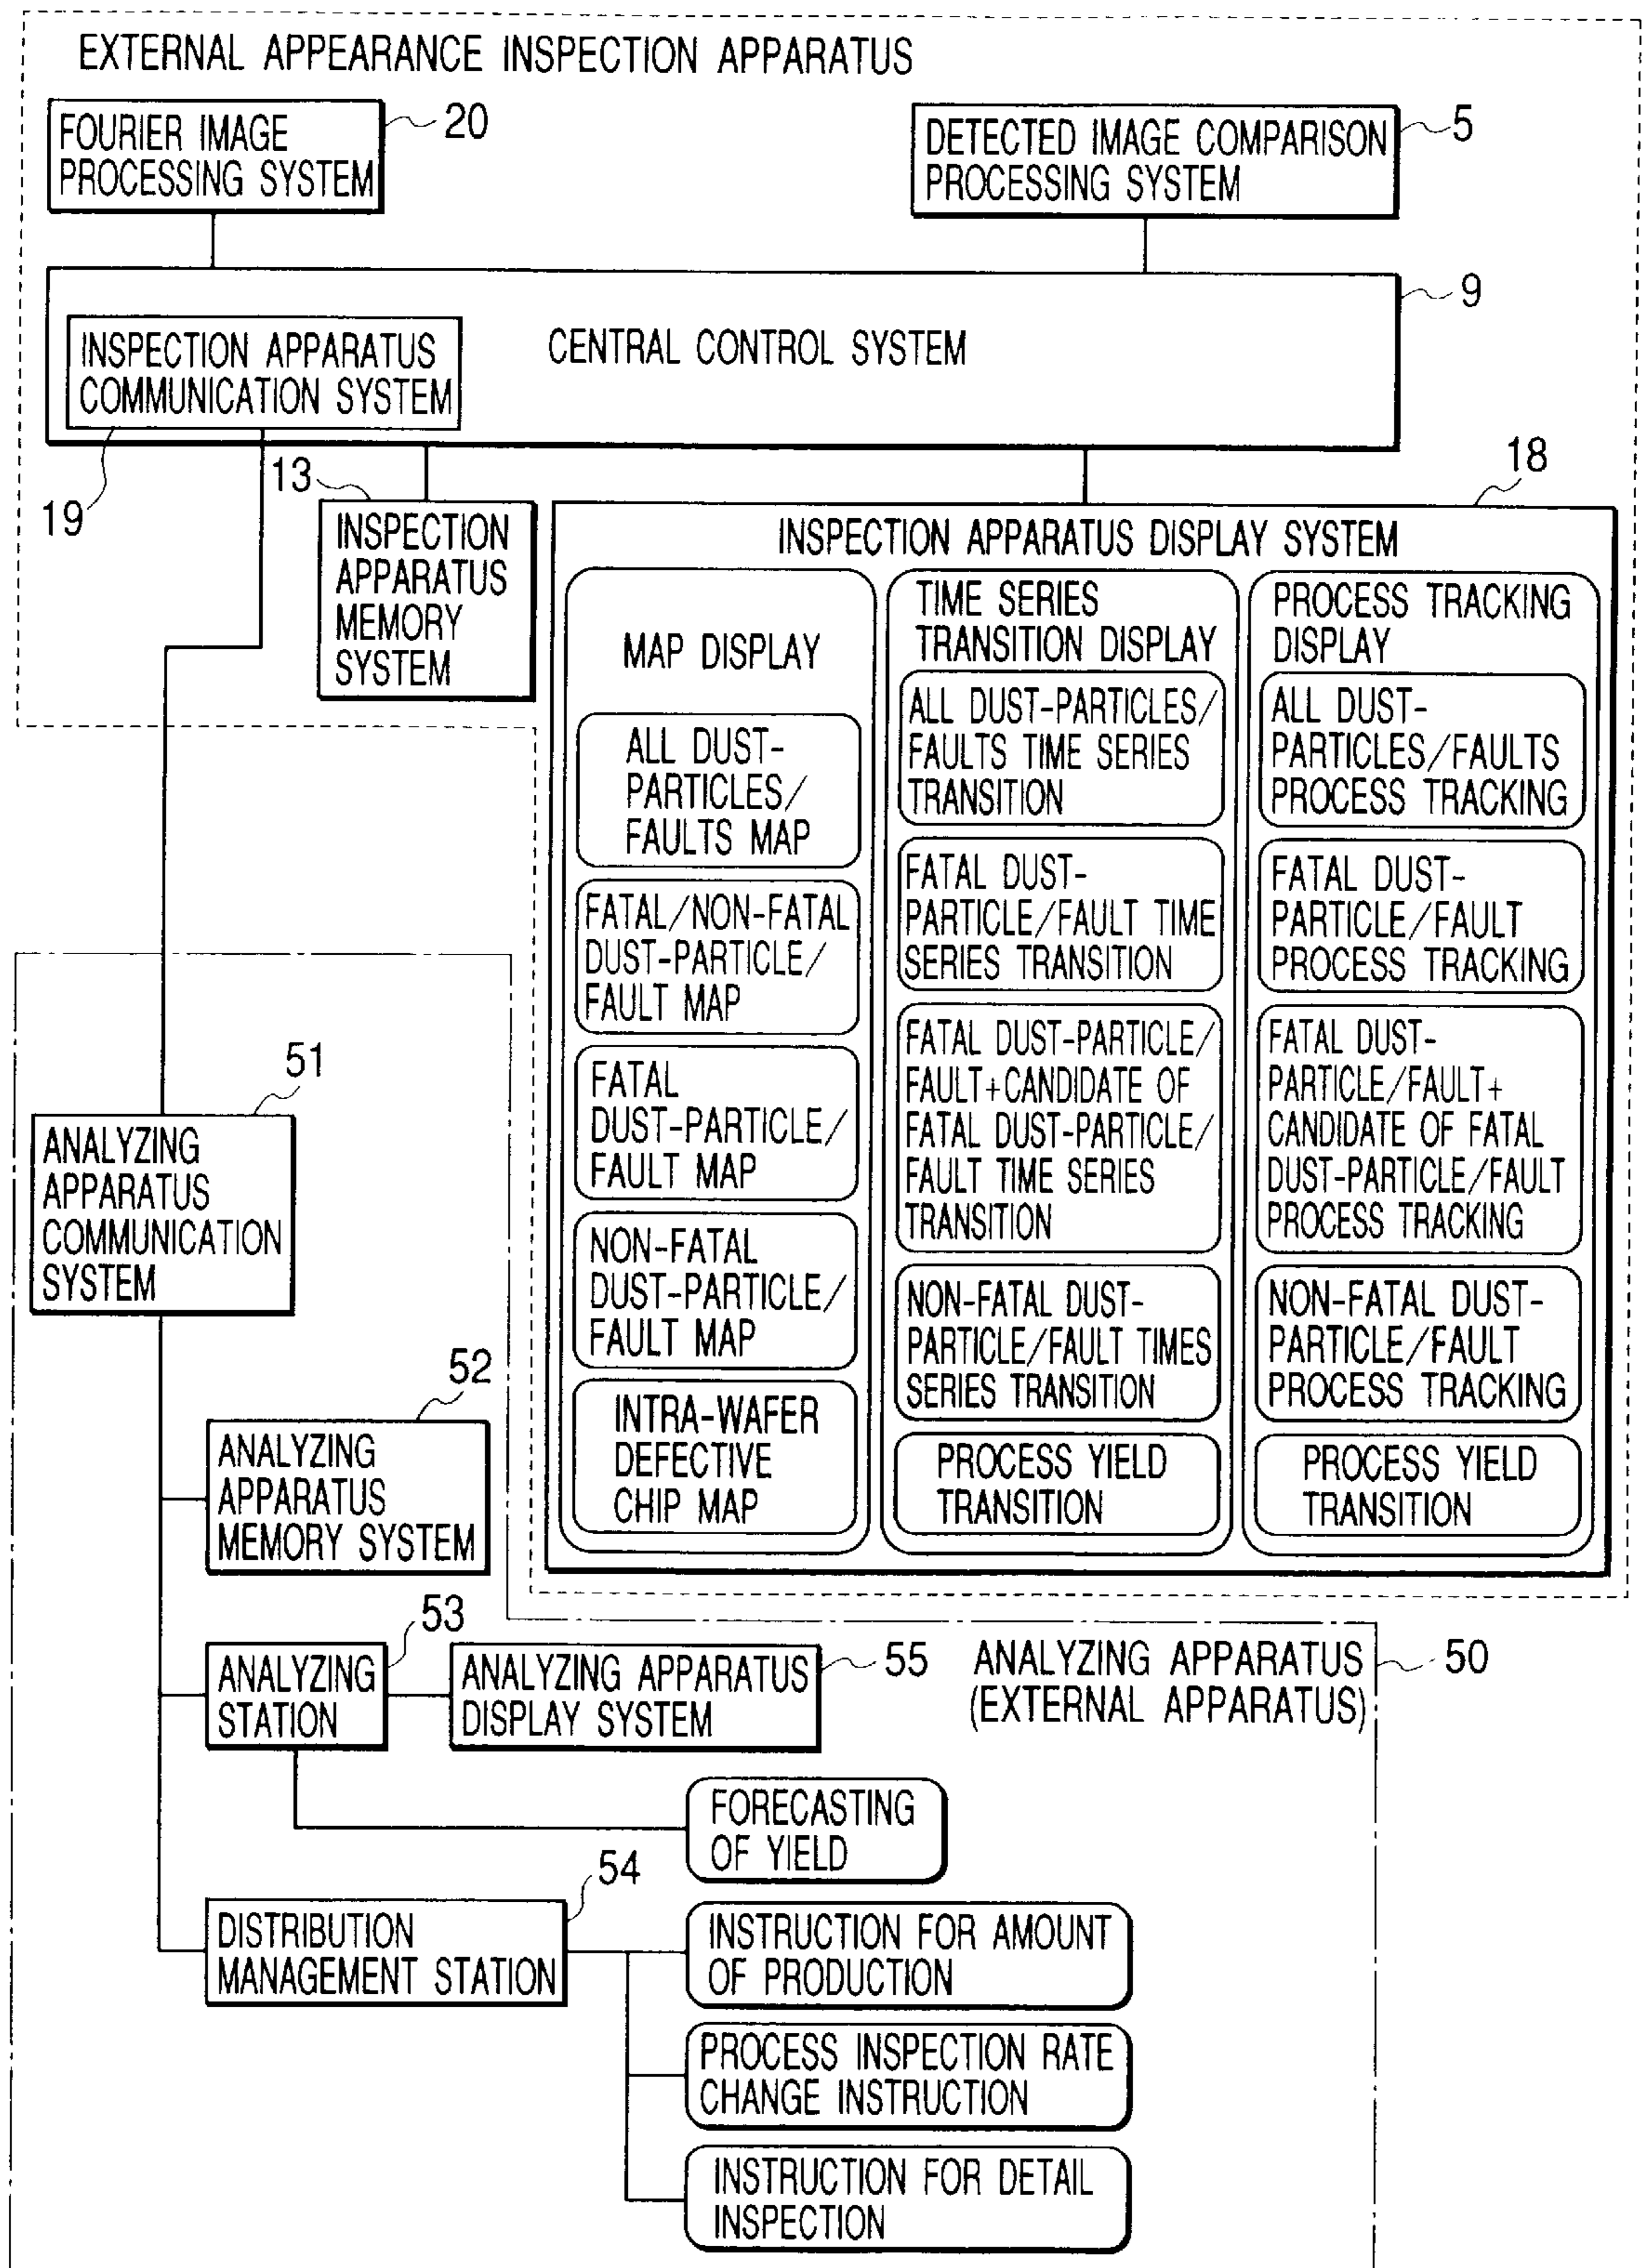 EXTERNAL APPEARANCE INSPECTION APPARATUS
FOURIER IMAGE
PROCESSING SYSTEM
20
DETECTED IMAGE COMPARISON
PROCESSING SYSTEM
5
9
INSPECTION APPARATUS
COMMUNICATION SYSTEM
CENTRAL CONTROL SYSTEM
19
13
INSPECTION
APPARATUS
MEMORY
SYSTEM
18
INSPECTION APPARATUS DISPLAY SYSTEM
MAP DISPLAY
ALL DUST-
PARTICLES/
FAULTS MAP
FATAL/NON-FATAL
DUST-PARTICLE/
FAULT MAP
FATAL
DUST-PARTICLE/
FAULT MAP
NON-FATAL
DUST-PARTICLE/
FAULT MAP
INTRA-WAFER
DEFECTIVE
CHIP MAP
TIME SERIES
TRANSITION DISPLAY
ALL DUST-PARTICLES/
FAULTS TIME SERIES
TRANSITION
FATAL DUST-
PARTICLE/FAULT TIME
SERIES TRANSITION
FATAL DUST-PARTICLE/
FAULT+CANDIDATE OF
FATAL DUST-PARTICLE/
FAULT TIME SERIES
TRANSITION
NON-FATAL DUST-
PARTICLE/FAULT TIMES
SERIES TRANSITION
PROCESS YIELD
TRANSITION
PROCESS TRACKING
DISPLAY
ALL DUST-
PARTICLES/FAULTS
PROCESS TRACKING
FATAL DUST-
PARTICLE/FAULT
PROCESS TRACKING
FATAL DUST-
PARTICLE/FAULT+
CANDIDATE OF FATAL
DUST-PARTICLE/FAULT
PROCESS TRACKING
NON-FATAL DUST-
PARTICLE/FAULT
PROCESS TRACKING
PROCESS YIELD
TRANSITION
51
ANALYZING
APPARATUS
COMMUNICATION
SYSTEM
52
ANALYZING
APPARATUS
MEMORY SYSTEM
53
ANALYZING
STATION
ANALYZING APPARATUS
DISPLAY SYSTEM
55
ANALYZING APPARATUS
(EXTERNAL APPARATUS)
50
FORECASTING
OF YIELD
54
DISTRIBUTION
MANAGEMENT STATION
INSTRUCTION FOR AMOUNT
OF PRODUCTION
PROCESS INSPECTION RATE
CHANGE INSTRUCTION
INSTRUCTION FOR DETAIL
INSPECTION